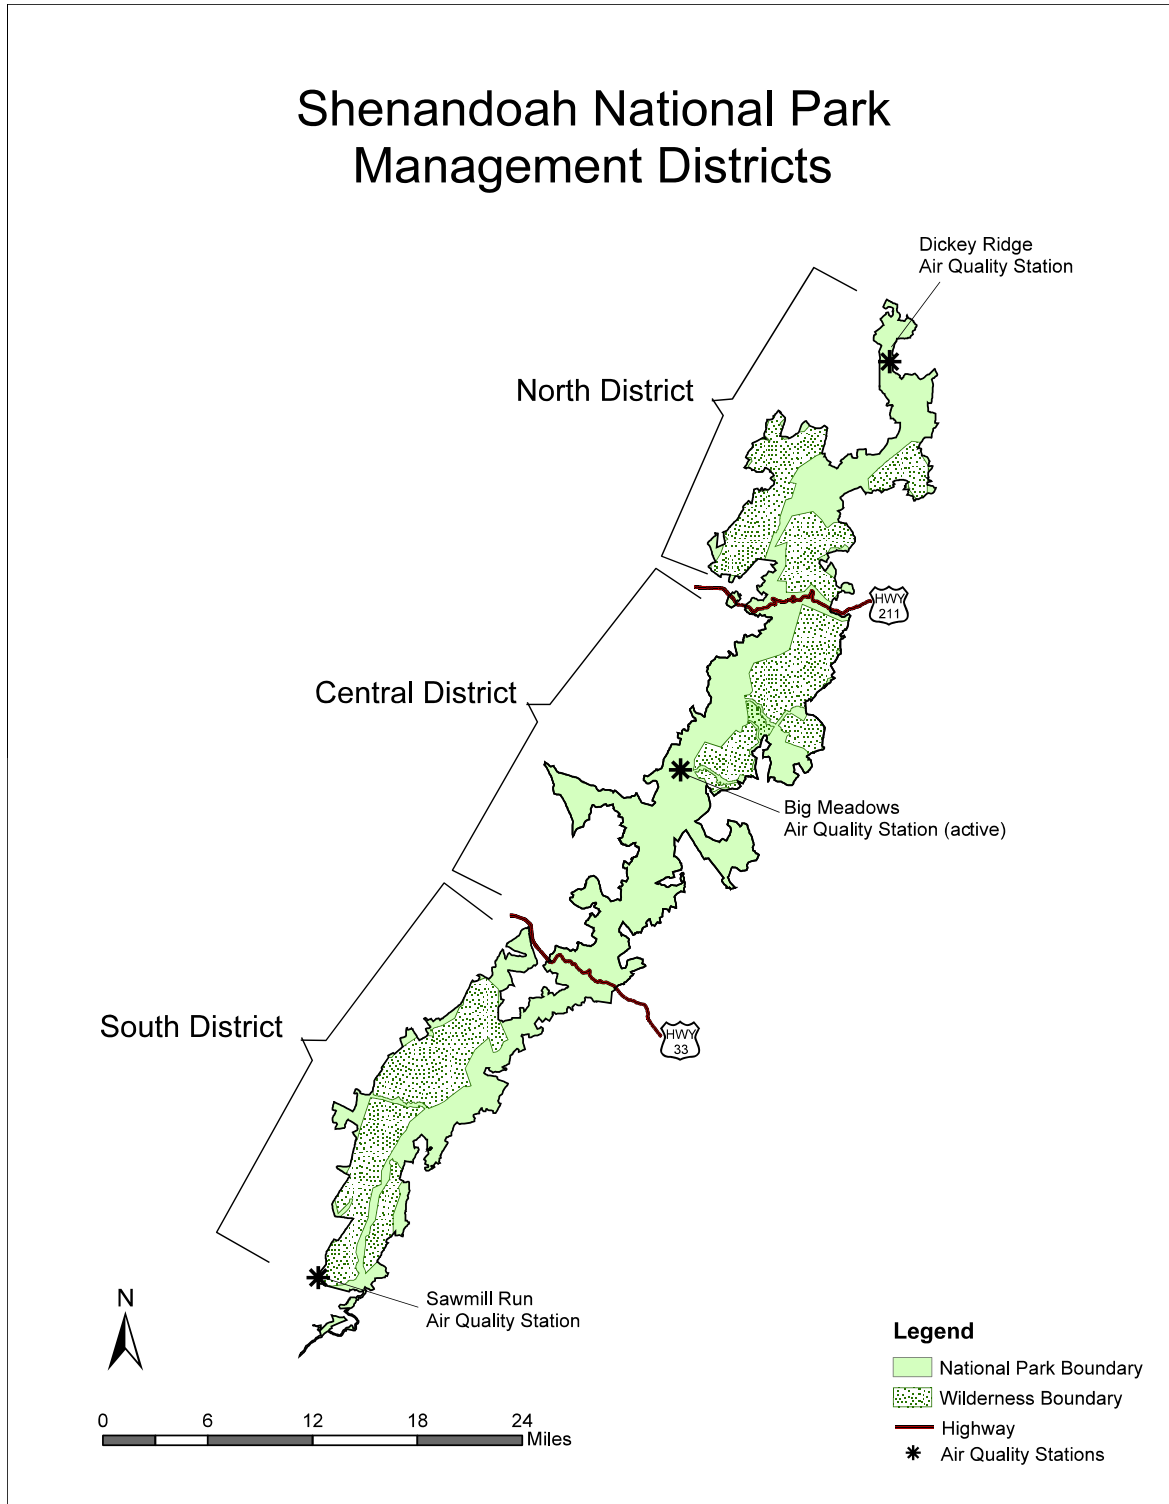 Shenandoah National Park
Management Districts
Dickey Ridge
Air Quality Station
North District
HWY
211
Central District
Big Meadows
Air Quality Station (active)
South District
HWY
33
Sawmill Run
Air Quality Station
N
0 6 12 18 24
Miles
Legend
National Park Boundary
Wilderness Boundary
Highway
Air Quality Stations